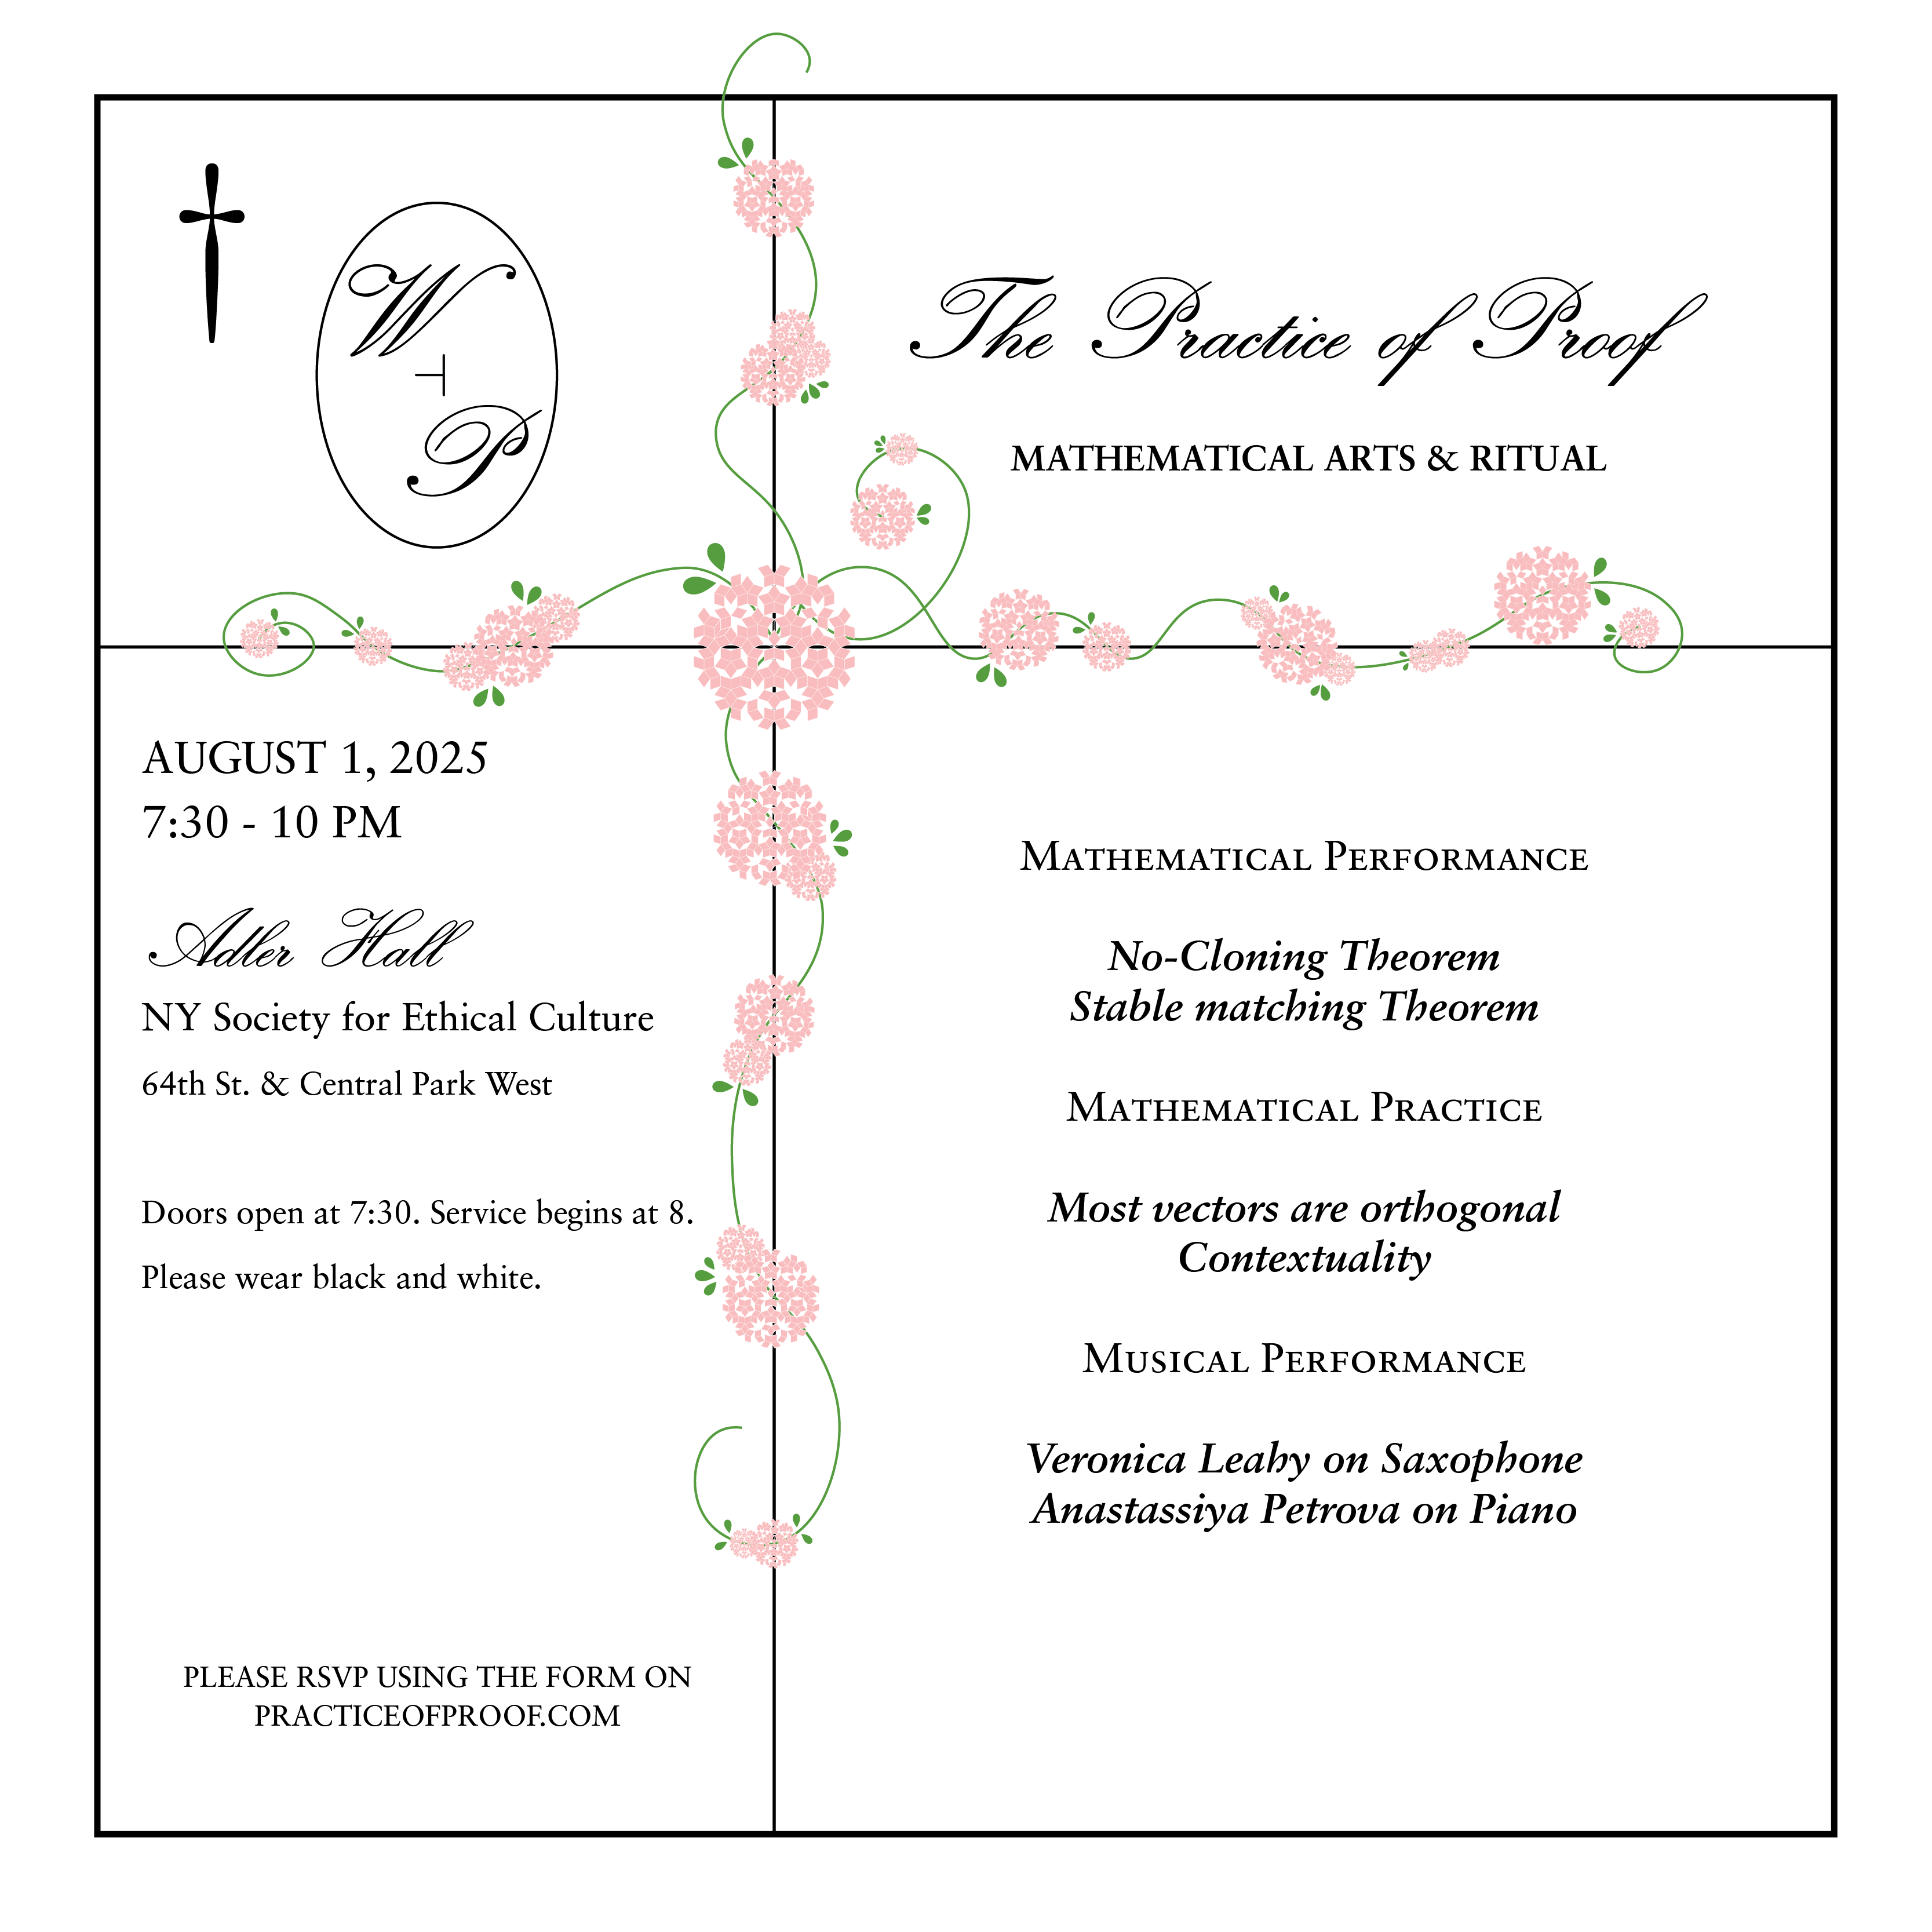 †
W
⊣
P
The Practice of Proof
MATHEMATICAL ARTS & RITUAL
AUGUST 1, 2025
7:30 - 10 PM
Adler Hall
NY Society for Ethical Culture
64th St. & Central Park West
Doors open at 7:30. Service begins at 8.
Please wear black and white.
PLEASE RSVP USING THE FORM ON
PRACTICEOFPROOF.COM
Mathematical Performance
No-Cloning Theorem
Stable matching Theorem
Mathematical Practice
Most vectors are orthogonal
Contextuality
Musical Performance
Veronica Leahy on Saxophone
Anastassiya Petrova on Piano